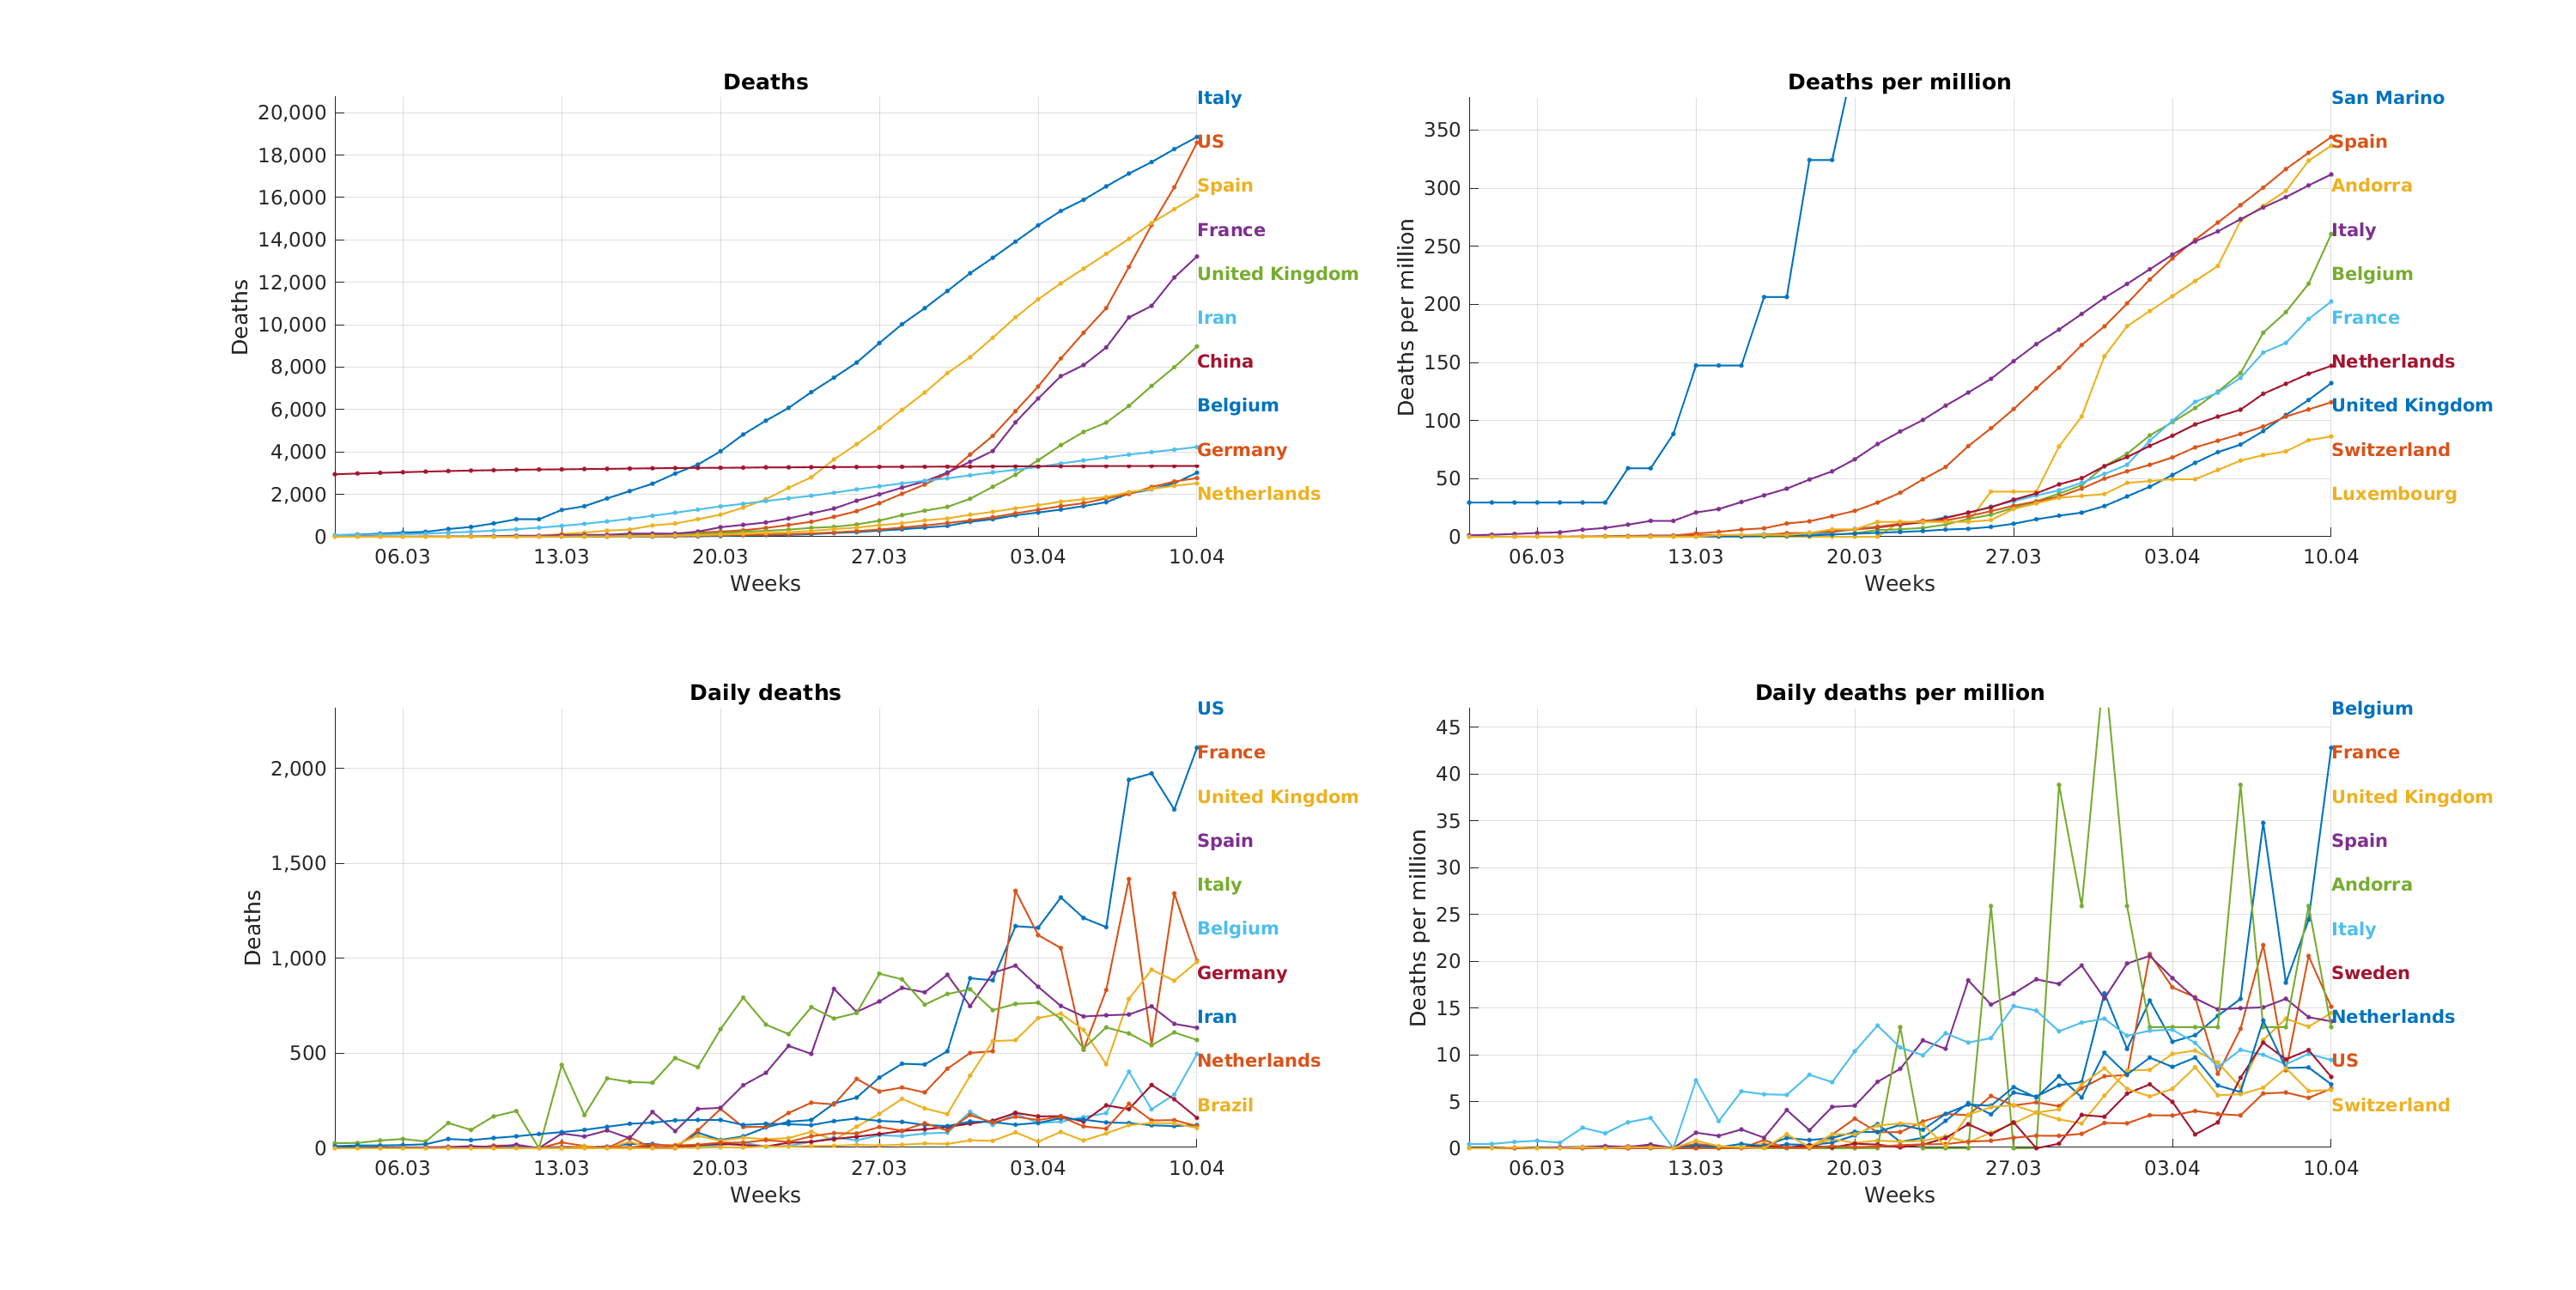 Deaths
Deaths
20,000
18,000
16,000
14,000
12,000
10,000
8,000
6,000
4,000
2,000
0
06.03 13.03 20.03 27.03 03.04 10.04
Weeks
Italy
US
Spain
France
United Kingdom
Iran
China
Belgium
Germany
Netherlands
Deaths per million
Deaths per million
350
300
250
200
150
100
50
0
06.03 13.03 20.03 27.03 03.04 10.04
Weeks
San Marino
Spain
Andorra
Italy
Belgium
France
Netherlands
United Kingdom
Switzerland
Luxembourg
Daily deaths
Deaths
2,000
1,500
1,000
500
0
06.03 13.03 20.03 27.03 03.04 10.04
Weeks
US
France
United Kingdom
Spain
Italy
Belgium
Germany
Iran
Netherlands
Brazil
Daily deaths per million
Deaths per million
45
40
35
30
25
20
15
10
5
0
06.03 13.03 20.03 27.03 03.04 10.04
Weeks
Belgium
France
United Kingdom
Spain
Andorra
Italy
Sweden
Netherlands
US
Switzerland